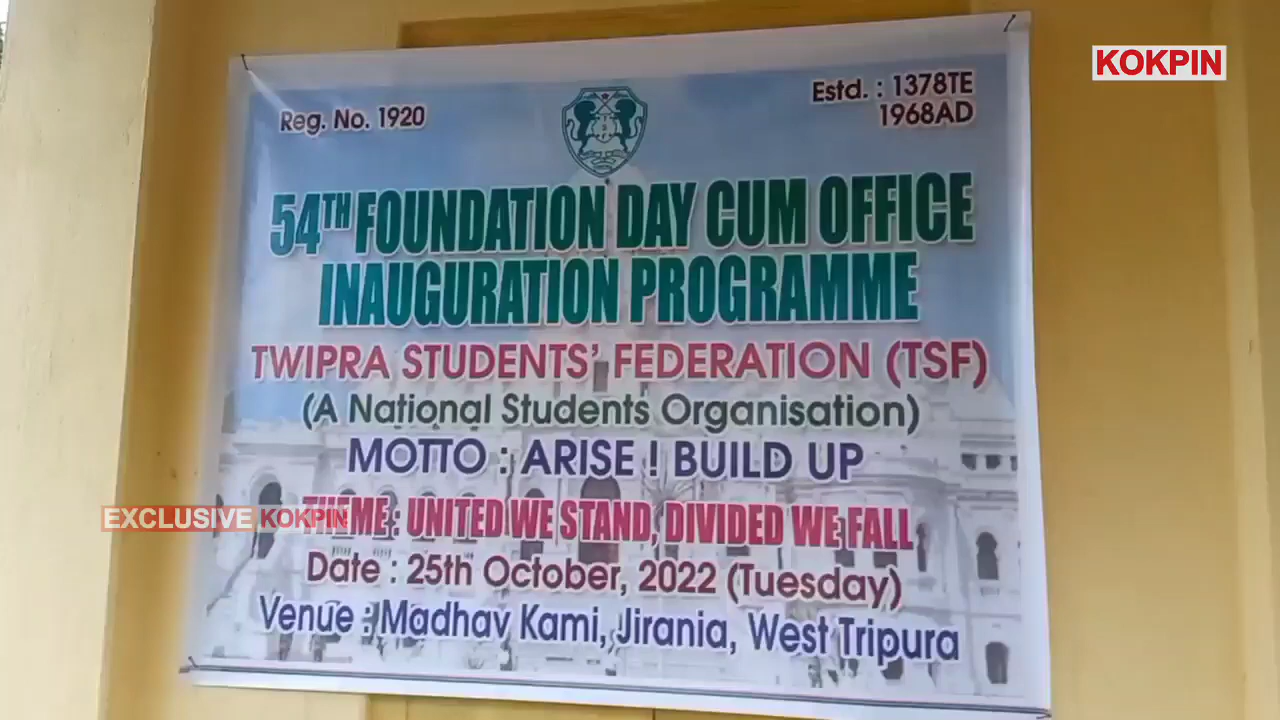 KOKPIN
Reg. No. 1920
Estd. : 1378TE
1968AD
54TH FOUNDATION DAY CUM OFFICE
INAUGURATION PROGRAMME
TWIPRA STUDENTS' FEDERATION (TSF)
(A National Students Organisation)
MOTTO : ARISE ! BUILD UP
EXCLUSIVE KOKPIN
THEME : UNITED WE STAND, DIVIDED WE FALL
Date : 25th October, 2022 (Tuesday)
Venue : Madhav Kami, Jirania, West Tripura